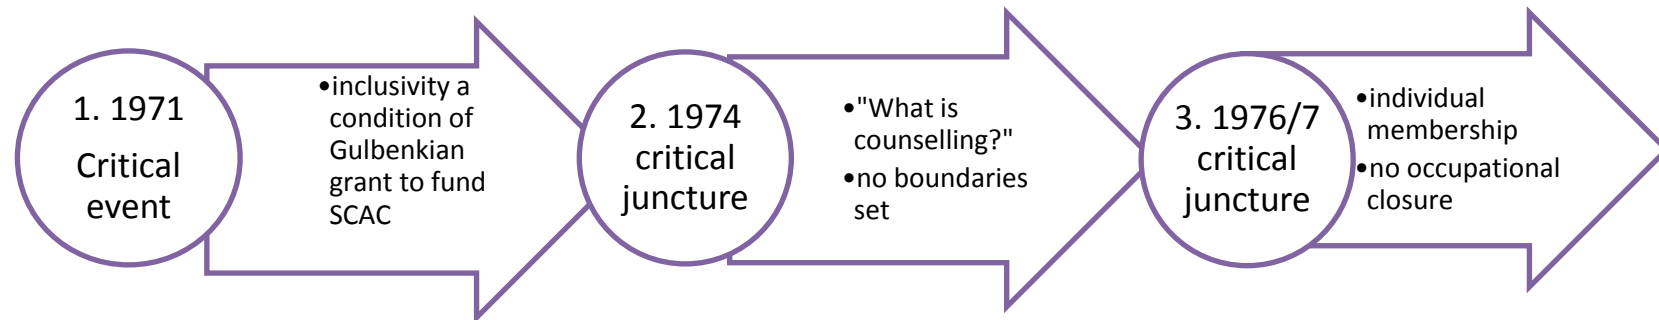 1. 1971
Critical
event
•inclusivity a
condition of
Gulbenkian
grant to fund
SCAC
2. 1974
critical
juncture
•"What is
counselling?"
•no boundaries
set
3. 1976/7
critical
juncture
•individual
membership
•no occupational
closure